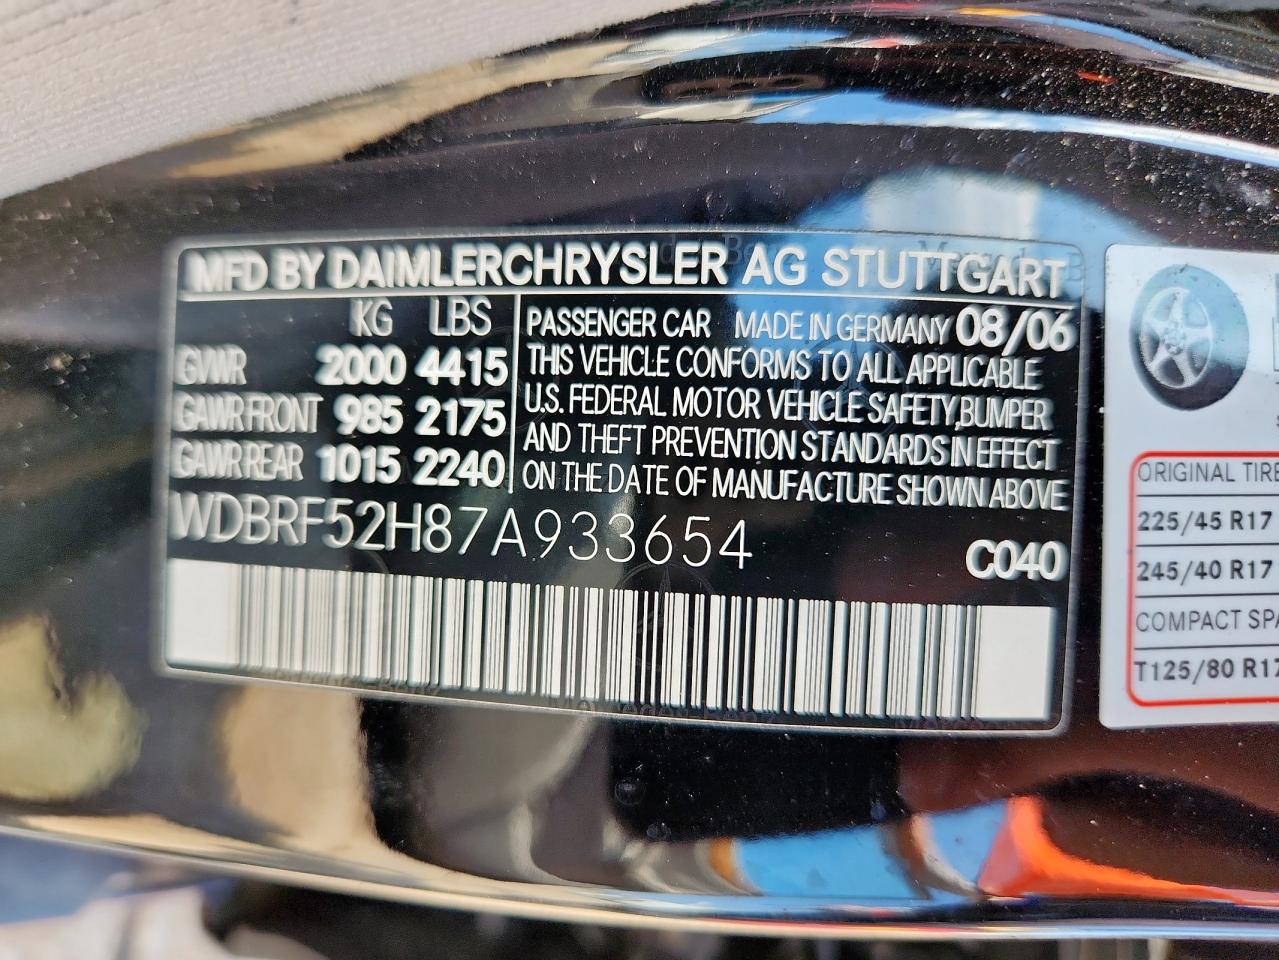 MFD BY DAIMLERCHRYSLER AG STUTTGART
KG LBS
GVWR 2000 4415
GAWR FRONT 985 2175
GAWR REAR 1015 2240
PASSENGER CAR MADE IN GERMANY 08/06
THIS VEHICLE CONFORMS TO ALL APPLICABLE
U.S. FEDERAL MOTOR VEHICLE SAFETY, BUMPER
AND THEFT PREVENTION STANDARDS IN EFFECT
ON THE DATE OF MANUFACTURE SHOWN ABOVE
WDBRF52H87A933654
C040
ORIGINAL TIRE
225/45 R17
245/40 R17
COMPACT
T125/80 R17